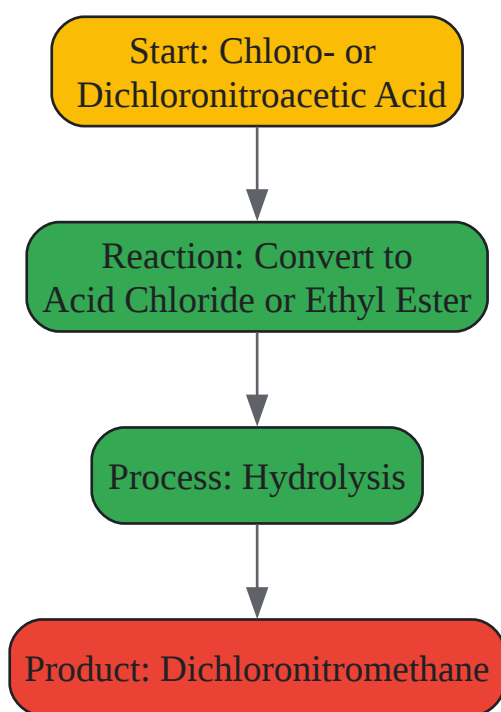 Start: Chloro- or
Dichloronitroacetic Acid
Reaction: Convert to
Acid Chloride or Ethyl Ester
Process: Hydrolysis
Product: Dichloronitromethane